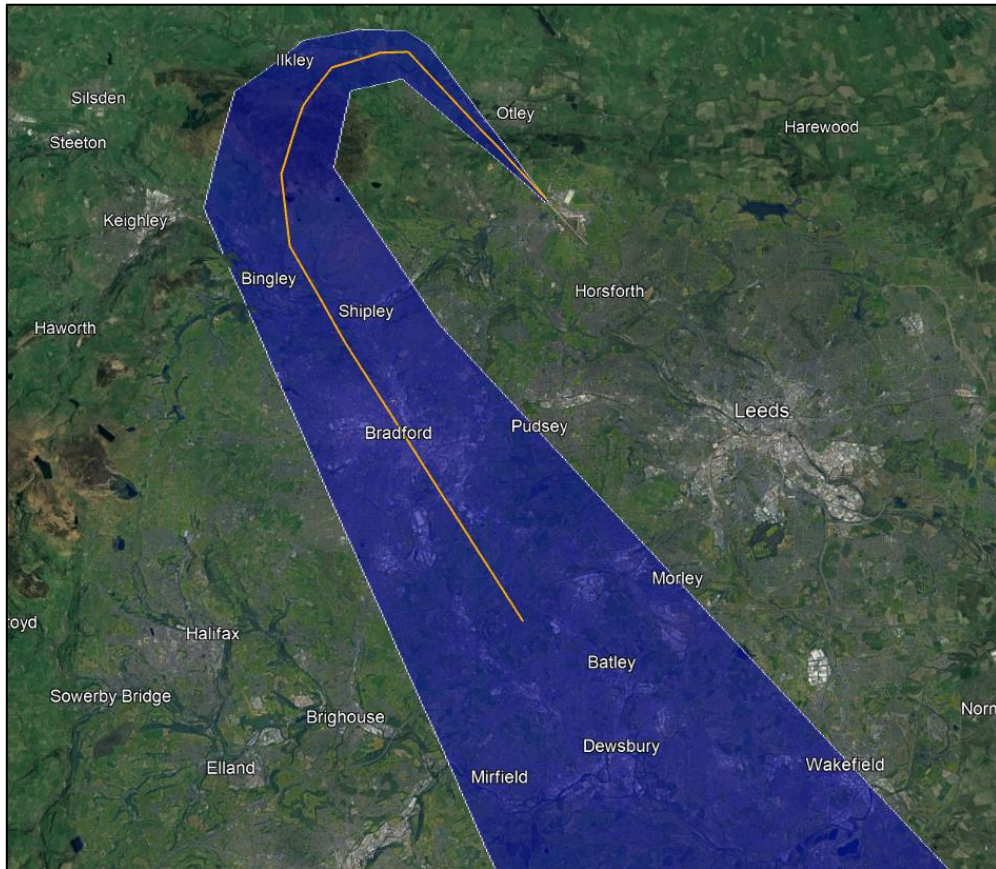 Ilkley
Silsden
Otley
Harewood
Steeton
Keighley
Bingley
Horsforth
Shipley
Haworth
Leeds
Pudsey
Bradford
Morley
royd
Halifax
Batley
Sowerby Bridge
Norn
Brighouse
Dewsbury
Elland
Mirfield
Wakefield